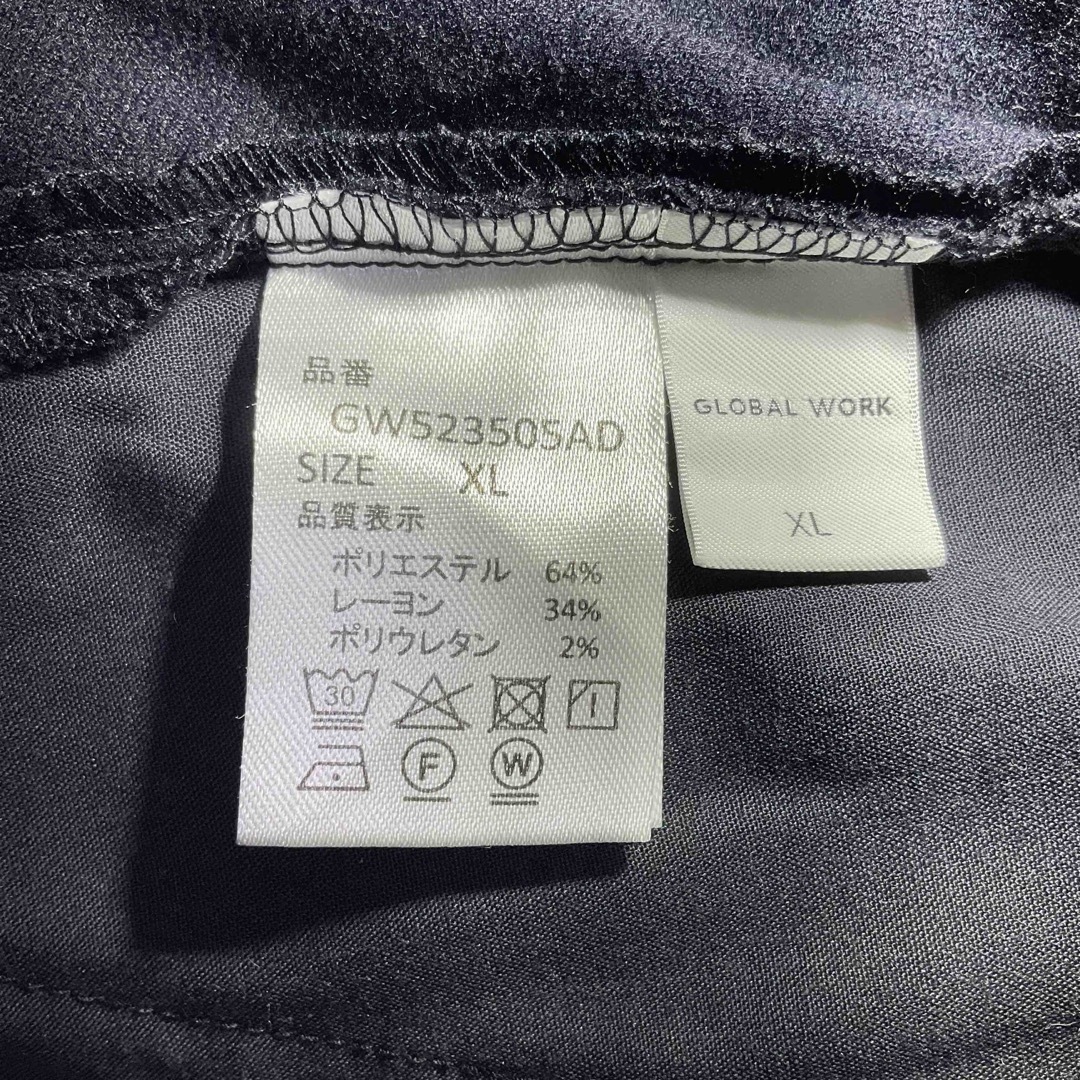 品番
GW523505AD
SIZE XL
品質表示
ポリエステル 64%
レーヨン 34%
ポリウレタン 2%
30
F W
GLOBAL WORK
XL